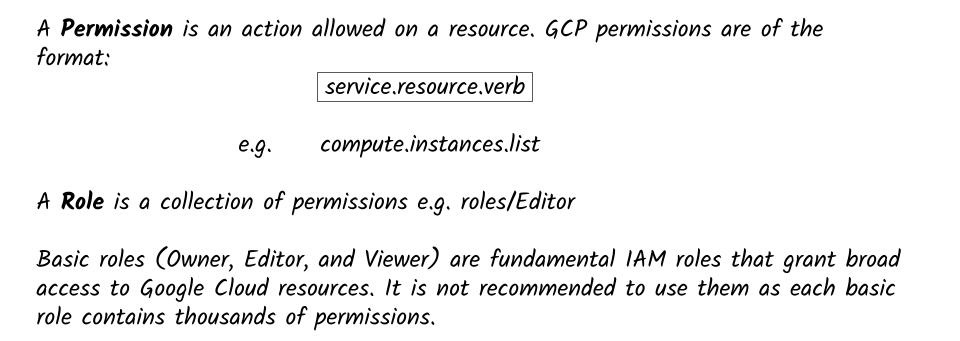 A Permission is an action allowed on a resource. GCP permissions are of the
format:
service.resource.verb
e.g. compute.instances.list
A Role is a collection of permissions e.g. roles/Editor
Basic roles (Owner, Editor, and Viewer) are fundamental IAM roles that grant broad
access to Google Cloud resources. It is not recommended to use them as each basic
role contains thousands of permissions.